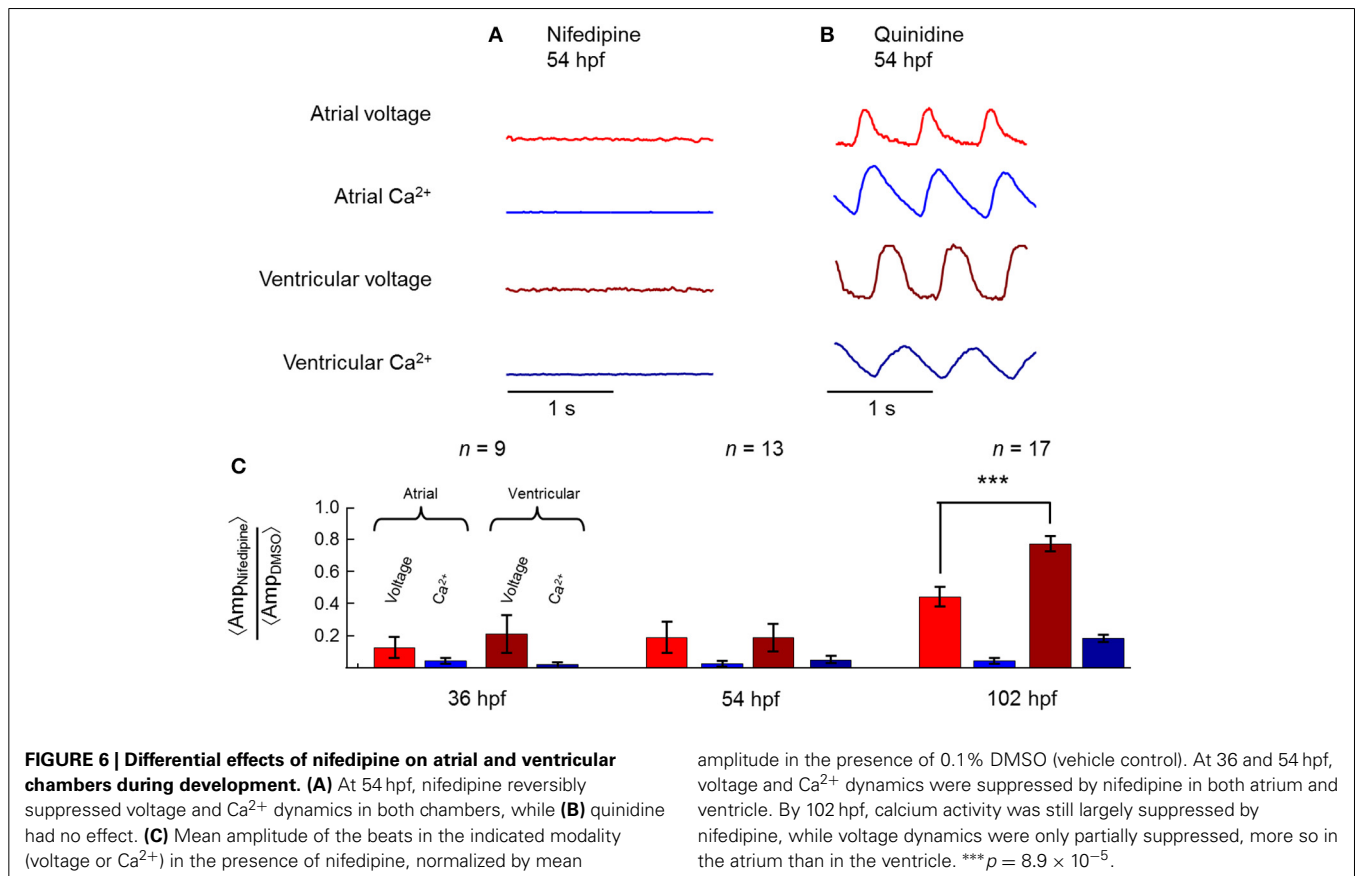 A Nifedipine
54 hpf
B Quinidine
54 hpf
Atrial voltage
Atrial Ca²⁺
Ventricular voltage
Ventricular Ca²⁺
1 s
1 s
n = 9
n = 13
n = 17
C
***
Atrial
Ventricular
⟨Amp_Nifedipine⟩
⟨Amp_DMSO⟩
1.0
0.8
0.6
0.4
0.2
Voltage
Ca²⁺
Voltage
Ca²⁺
36 hpf
54 hpf
102 hpf
FIGURE 6 | Differential effects of nifedipine on atrial and ventricular
chambers during development. (A) At 54 hpf, nifedipine reversibly
suppressed voltage and Ca²⁺ dynamics in both chambers, while (B) quinidine
had no effect. (C) Mean amplitude of the beats in the indicated modality
(voltage or Ca²⁺) in the presence of nifedipine, normalized by mean
amplitude in the presence of 0.1% DMSO (vehicle control). At 36 and 54 hpf,
voltage and Ca²⁺ dynamics were suppressed by nifedipine in both atrium and
ventricle. By 102 hpf, calcium activity was still largely suppressed by
nifedipine, while voltage dynamics were only partially suppressed, more so in
the atrium than in the ventricle. ***p = 8.9 × 10⁻⁵.